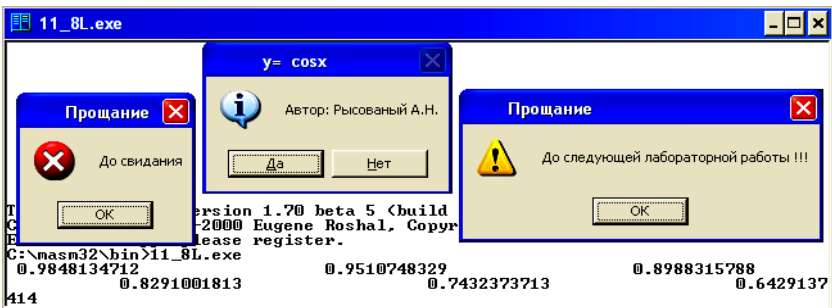 11_8L.exe
y= cosx
Автор: Рысованый А.Н.
Да
Нет
Прощание
До свидания
OK
Прощание
До следующей лабораторной работы !!!
OK
ersion 1.70 beta 5 <build
-2000 Eugene Roshal, Copyr
lease register.
C:\masm32\bin>11_8L.exe
0.9848134712 0.9510748329 0.8988315788
0.8291001813 0.7432373713 0.6429137
414